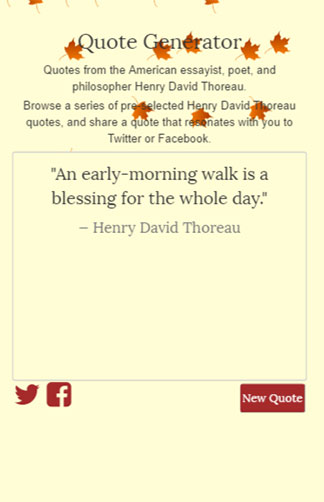 Quote Generator
Quotes from the American essayist, poet, and
philosopher Henry David Thoreau.
Browse a series of pre-selected Henry David Thoreau
quotes, and share a quote that resonates with you to
Twitter or Facebook.
"An early-morning walk is a
blessing for the whole day."
– Henry David Thoreau
New Quote